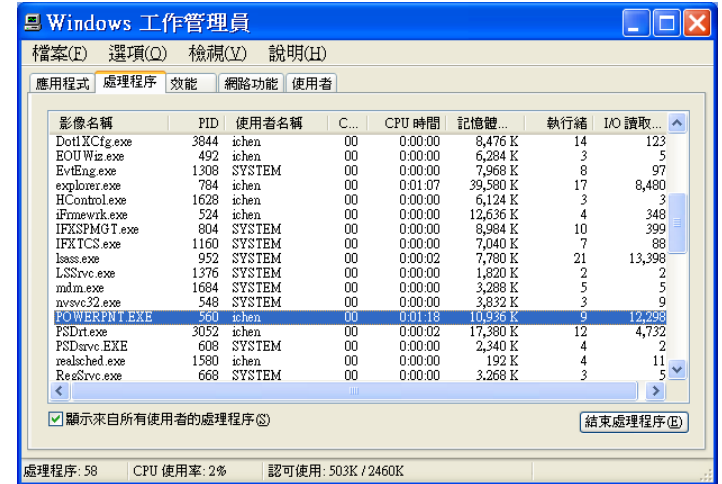 Windows 工作管理員
檔案(F) 選項(O) 檢視(V) 說明(H)
應用程式 處理程序 效能 網路功能 使用者
影像名稱 PID 使用者名稱 C... CPU 時間 記憶體... 執行緒 I/O 讀取...
Dot1XCfg.exe 3844 ichen 00 0:00:00 8,476 K 14 123
EOUWiz.exe 492 ichen 00 0:00:00 6,284 K 3 5
EvtEng.exe 1308 SYSTEM 00 0:00:00 7,968 K 8 97
explorer.exe 784 ichen 00 0:01:07 39,580 K 17 8,480
HControl.exe 1628 ichen 00 0:00:00 6,124 K 3 3
iFrmewrk.exe 524 ichen 00 0:00:00 12,636 K 4 348
IFXSPMGT.exe 804 SYSTEM 00 0:00:00 8,984 K 10 399
IFXTCS.exe 1160 SYSTEM 00 0:00:00 7,040 K 7 88
lsass.exe 952 SYSTEM 00 0:00:02 7,780 K 21 13,398
LSSrvc.exe 1376 SYSTEM 00 0:00:00 1,820 K 2 2
mdm.exe 1684 SYSTEM 00 0:00:00 3,288 K 5 5
nvsvc32.exe 548 SYSTEM 00 0:00:00 3,832 K 3 9
POWERPNT.EXE 560 ichen 00 0:01:18 10,936 K 9 12,298
PSDrt.exe 3052 ichen 00 0:00:02 17,380 K 12 4,732
PSDsrvc.EXE 608 SYSTEM 00 0:00:00 2,340 K 4 2
realsched.exe 1580 ichen 00 0:00:00 192 K 4 11
RegSrvc.exe 668 SYSTEM 00 0:00:00 3,268 K 3 5
顯示來自所有使用者的處理程序(S) 結束處理程序(E)
處理程序: 58 CPU 使用率: 2% 認可使用: 503K / 2460K